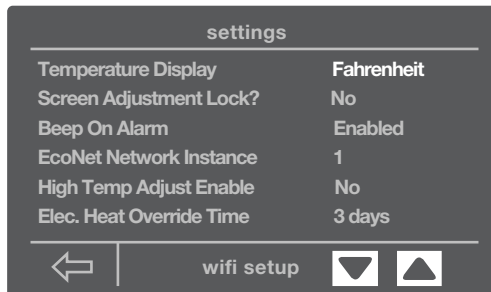 settings
Temperature Display Fahrenheit
Screen Adjustment Lock? No
Beep On Alarm Enabled
EcoNet Network Instance 1
High Temp Adjust Enable No
Elec. Heat Override Time 3 days
wifi setup